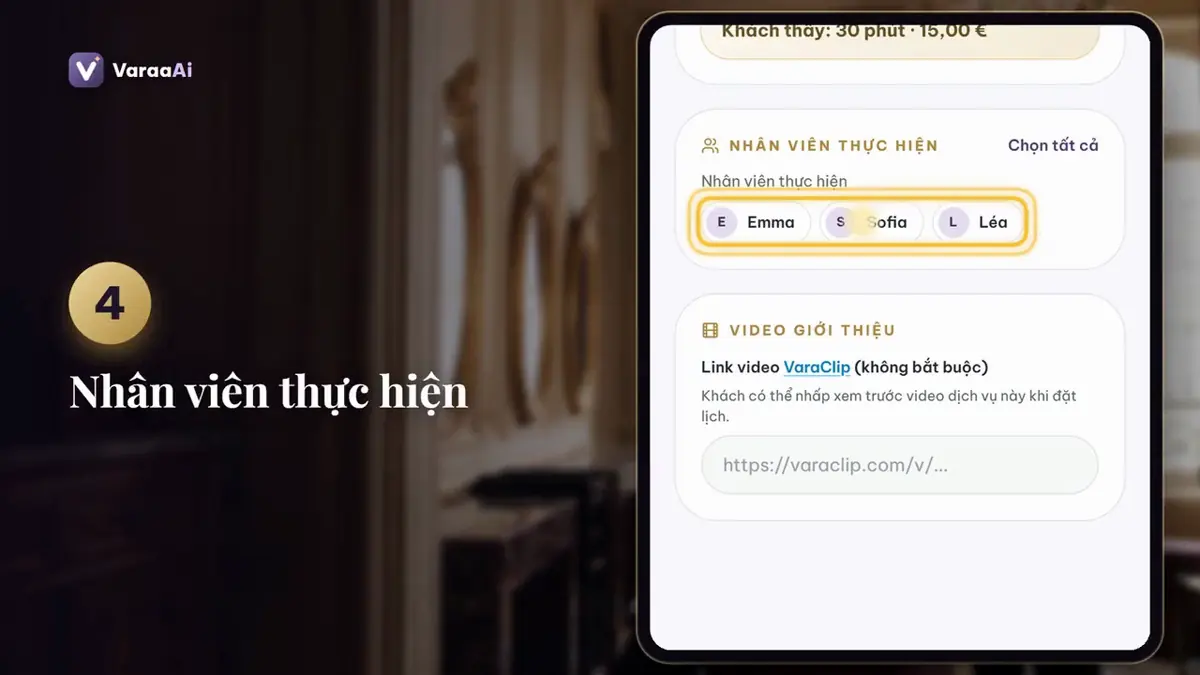 VaraaAi
4
Nhân viên thực hiện
Khách thấy: 30 phút · 15,00 €
NHÂN VIÊN THỰC HIỆN
Chọn tất cả
Nhân viên thực hiện
E Emma
S Sofia
L Léa
VIDEO GIỚI THIỆU
Link video VaraClip (không bắt buộc)
Khách có thể nhấp xem trước video dịch vụ này khi đặt
lịch.
https://varaclip.com/v/...